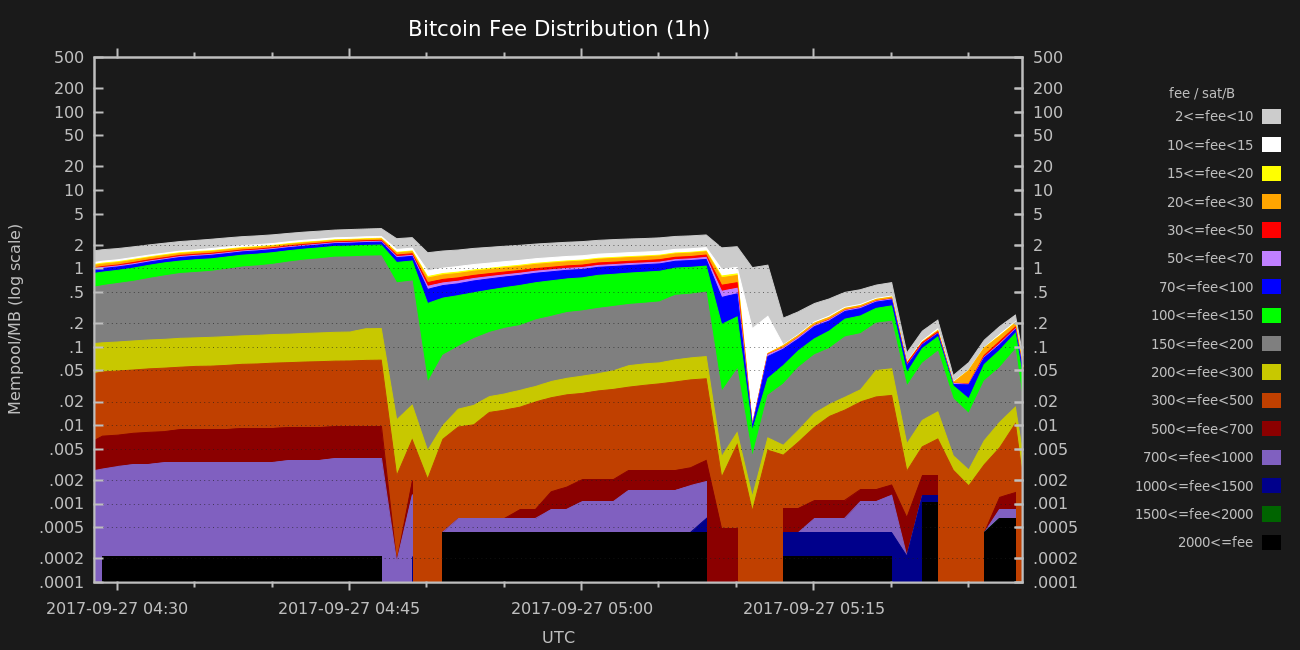 Bitcoin Fee Distribution (1h)
500 500
200 200
100 100
50 50
20 20
10 10
5 5
2 2
1 1
.5 .5
.2 .2
.1 .1
.05 .05
.02 .02
.01 .01
.005 .005
.002 .002
.001 .001
.0005 .0005
.0002 .0002
.0001 .0001
Mempool/MB (log scale)
2017-09-27 04:30 2017-09-27 04:45 2017-09-27 05:00 2017-09-27 05:15
UTC
fee / sat/B
2<=fee<10
10<=fee<15
15<=fee<20
20<=fee<30
30<=fee<50
50<=fee<70
70<=fee<100
100<=fee<150
150<=fee<200
200<=fee<300
300<=fee<500
500<=fee<700
700<=fee<1000
1000<=fee<1500
1500<=fee<2000
2000<=fee